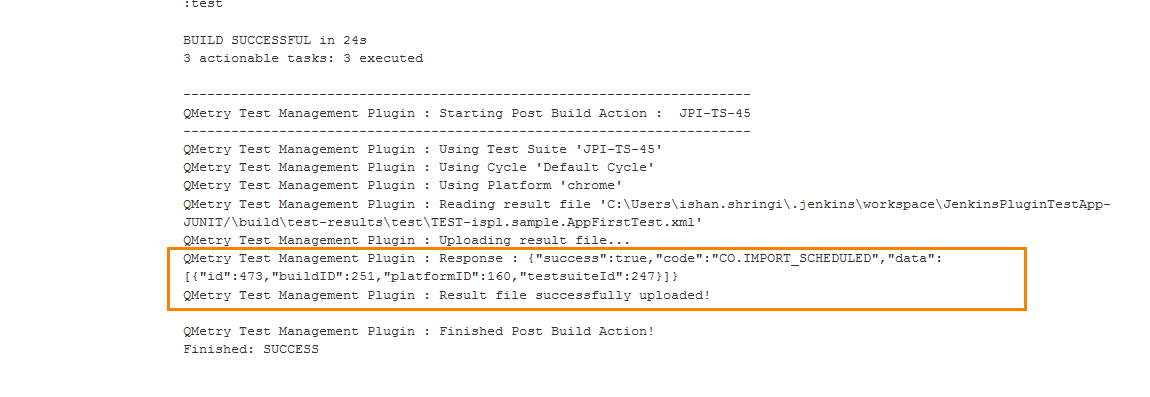 :test
BUILD SUCCESSFUL in 24s
3 actionable tasks: 3 executed
-----------------------------------------------------------------------
QMetry Test Management Plugin : Starting Post Build Action :  JPI-TS-45
-----------------------------------------------------------------------
QMetry Test Management Plugin : Using Test Suite 'JPI-TS-45'
QMetry Test Management Plugin : Using Cycle 'Default Cycle'
QMetry Test Management Plugin : Using Platform 'chrome'
QMetry Test Management Plugin : Reading result file 'C:\Users\ishan.shringi\.jenkins\workspace\JenkinsPluginTestApp-
JUNIT/\build\test-results\test\TEST-ispl.sample.AppFirstTest.xml'
QMetry Test Management Plugin : Uploading result file...
QMetry Test Management Plugin : Response : {"success":true,"code":"CO.IMPORT_SCHEDULED","data":
[{"id":473,"buildID":251,"platformID":160,"testsuiteId":247}]}
QMetry Test Management Plugin : Result file successfully uploaded!
QMetry Test Management Plugin : Finished Post Build Action!
Finished: SUCCESS